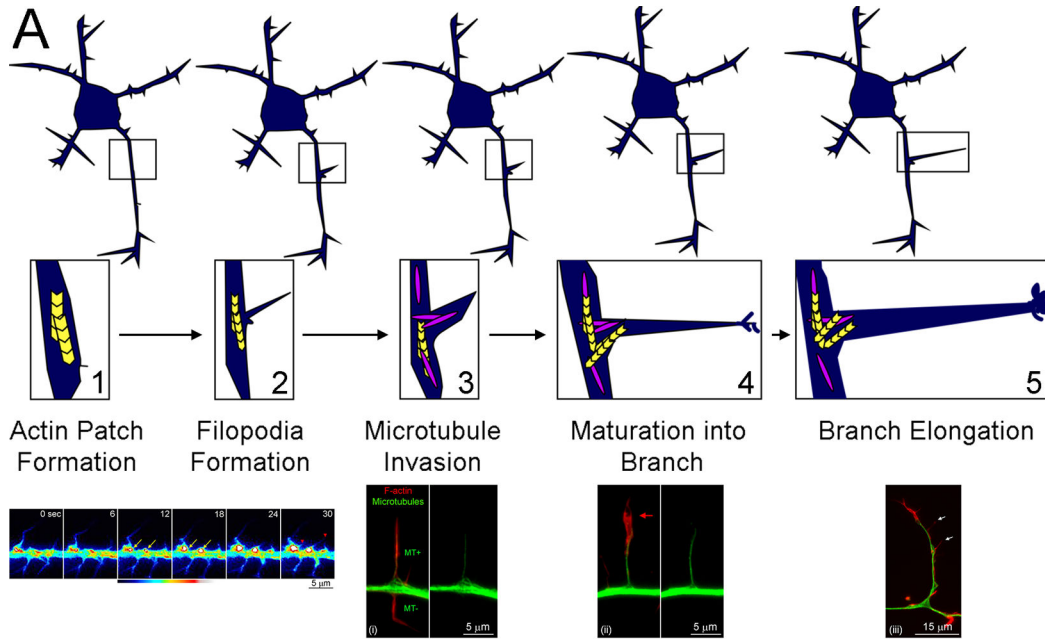 A
1
2
3
4
5
Actin Patch
Formation
Filopodia
Formation
Microtubule
Invasion
Maturation into
Branch
Branch Elongation
0 sec
6
12
18
24
30
5 µm
F-actin
Microtubules
MT+
MT-
(i)
5 µm
(ii)
5 µm
(iii)
15 µm